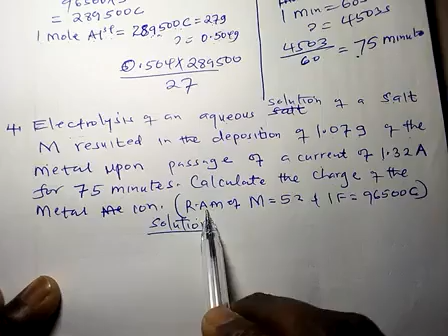 = 289500C
1 mole Al³⁺ = 289500C = 27g
? = 0.504g
0.504 × 289500
27
1 min = 60s
? = 4503s
4503
60
= 75 minute
4. Electrolysis of an aqueous solution of a salt
M resulted in the deposition of 1.07g of the
metal upon passage of a current of 1.32A
for 75 minutes. Calculate the charge of the
Metal the ion. (R.A.M of M = 52 + 1F = 96500C)
Solution